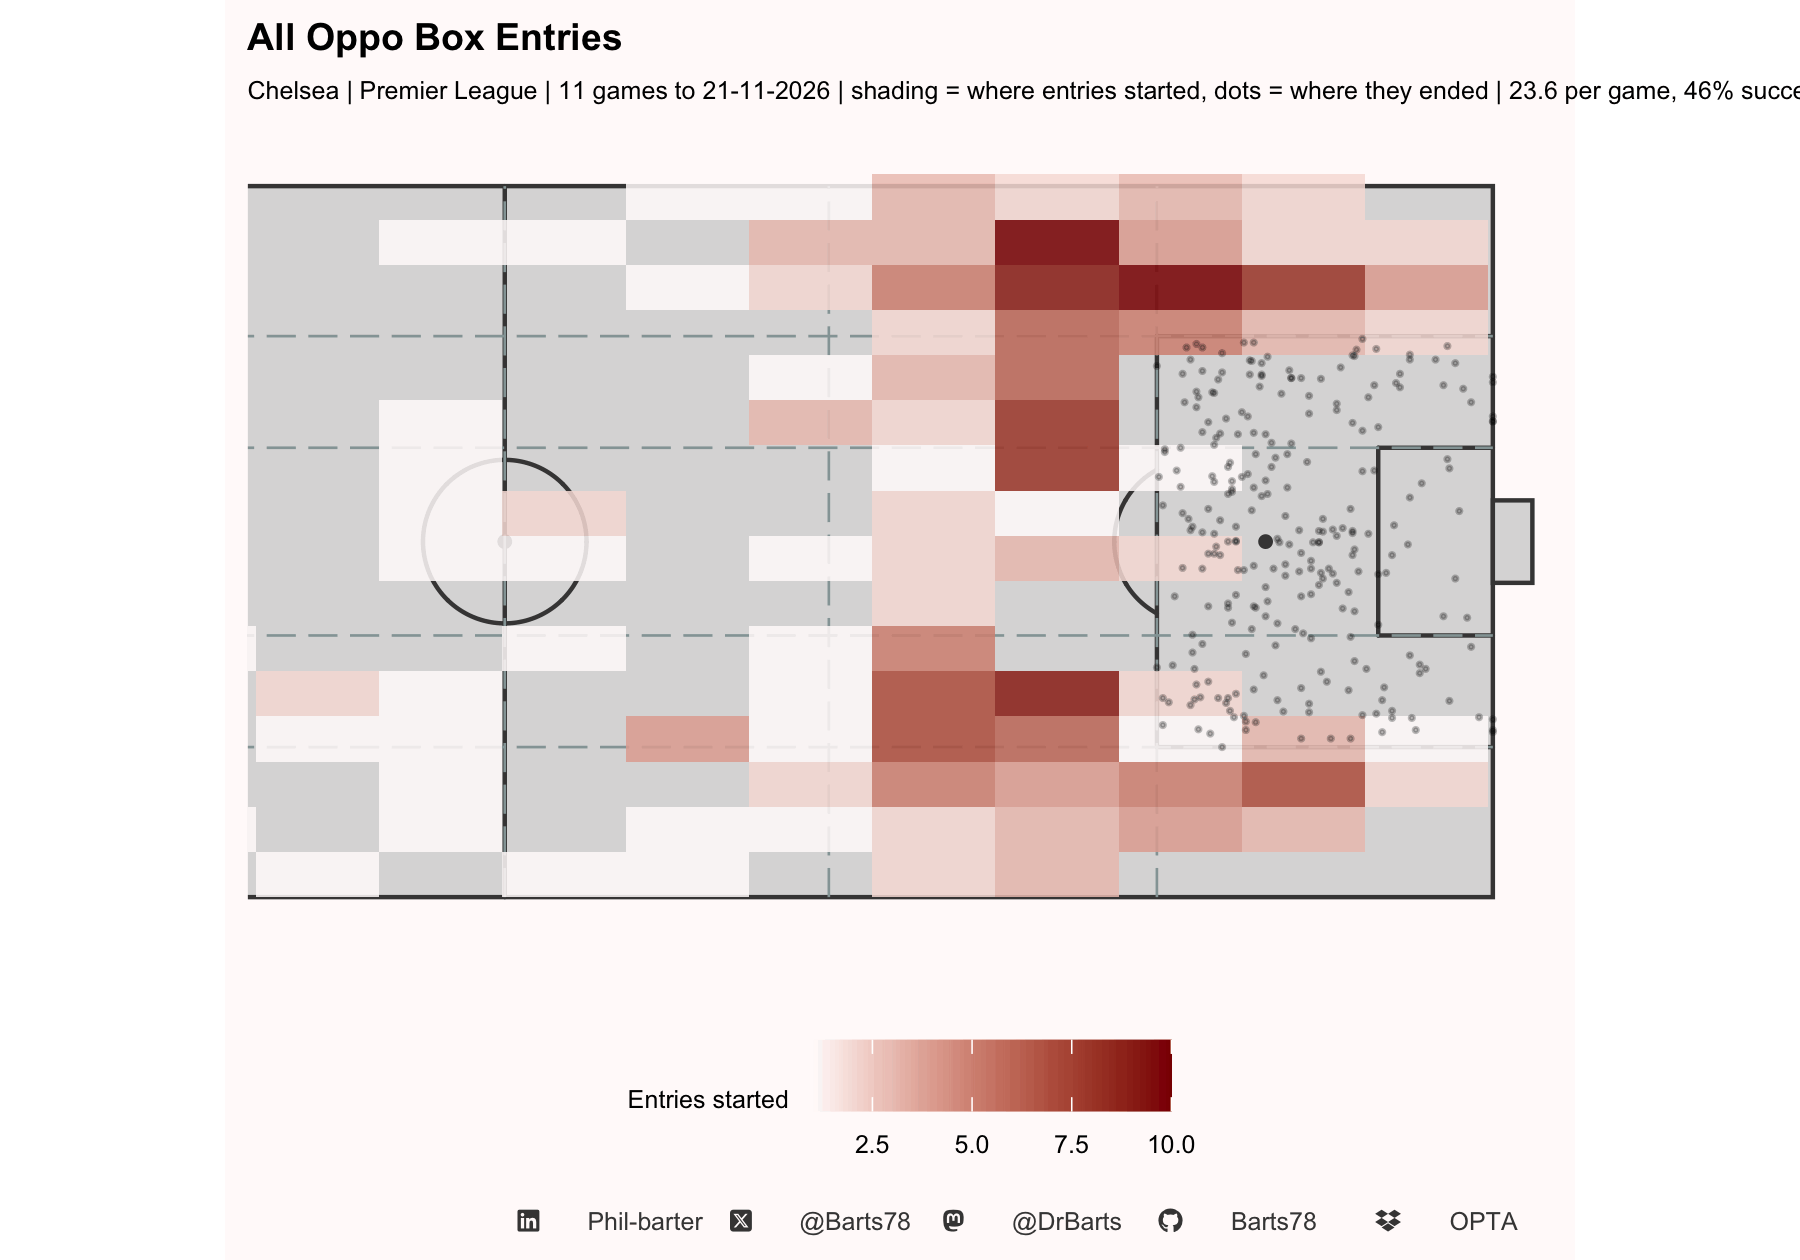 All Oppo Box Entries
Chelsea | Premier League | 11 games to 21-11-2026 | shading = where entries started, dots = where they ended | 23.6 per game, 46% succe
Entries started
2.5 5.0 7.5 10.0
Phil-barter @Barts78 @DrBarts Barts78 OPTA